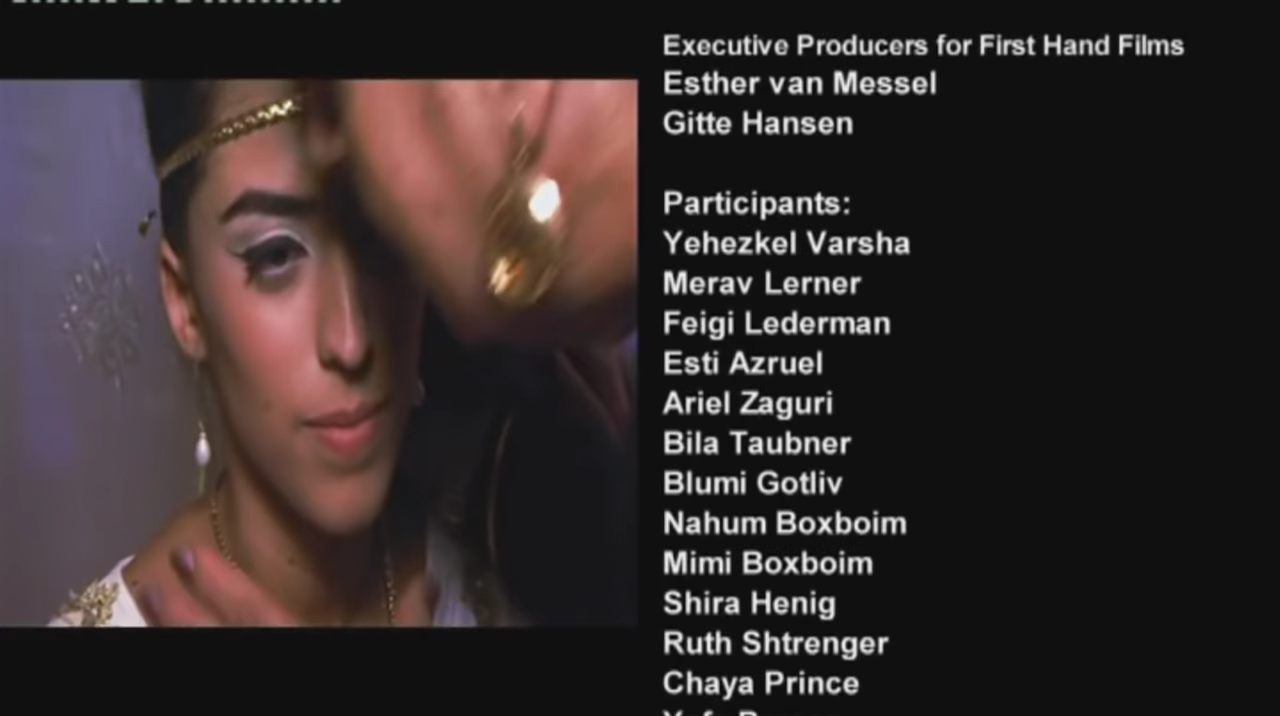 Executive Producers for First Hand Films
Esther van Messel
Gitte Hansen
Participants:
Yehezkel Varsha
Merav Lerner
Feigi Lederman
Esti Azruel
Ariel Zaguri
Bila Taubner
Blumi Gotliv
Nahum Boxboim
Mimi Boxboim
Shira Henig
Ruth Shtrenger
Chaya Prince